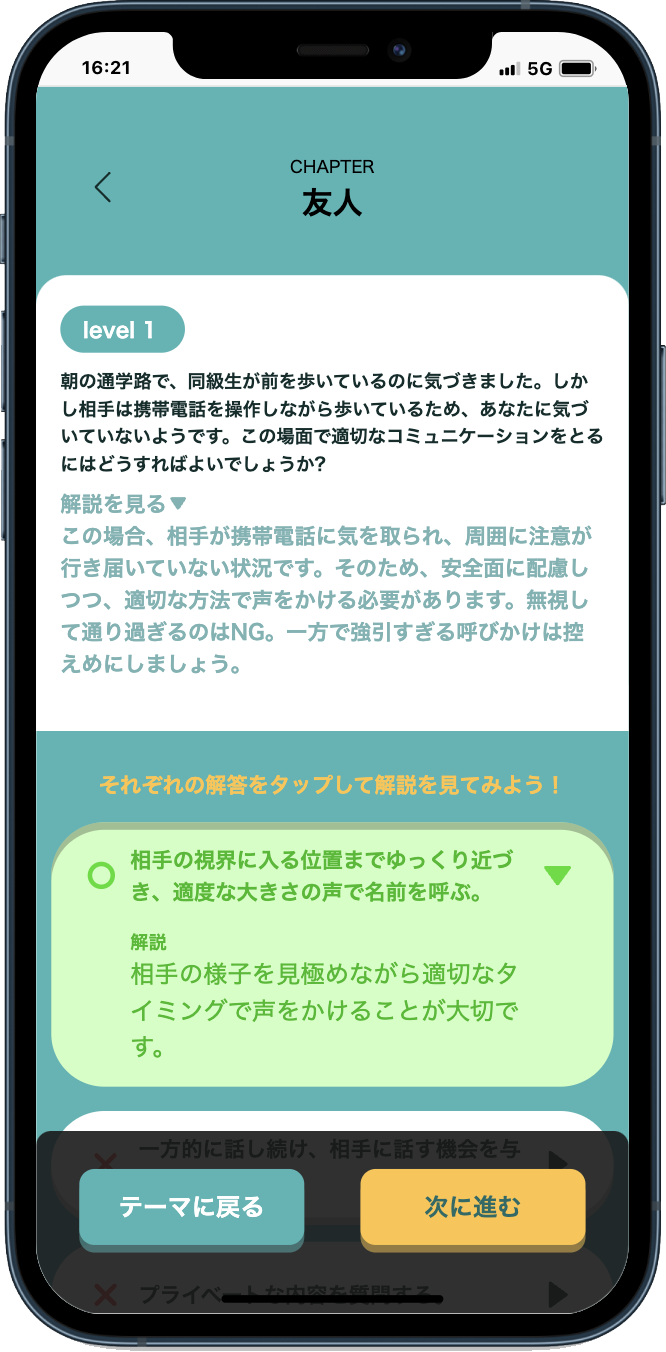 16:21
5G
CHAPTER
友人
level 1
朝の通学路で、同級生が前を歩いているのに気づきました。しか
し相手は携帯電話を操作しながら歩いているため、あなたに気づ
いていないようです。この場面で適切なコミュニケーションをとる
にはどうすればよいでしょうか?
解説を見る▼
この場合、相手が携帯電話に気を取られ、周囲に注意が
行き届いていない状況です。そのため、安全面に配慮し
つつ、適切な方法で声をかける必要があります。無視し
て通り過ぎるのはNG。一方で強引すぎる呼びかけは控
えめにしましょう。
それぞれの解答をタップして解説を見てみよう！
相手の視界に入る位置までゆっくり近づ
き、適度な大きさの声で名前を呼ぶ。
解説
相手の様子を見極めながら適切なタ
イミングで声をかけることが大切で
す。
一方的に話し続け、相手に話す機会を与
テーマに戻る
次に進む
プライベートな内容を質問する。